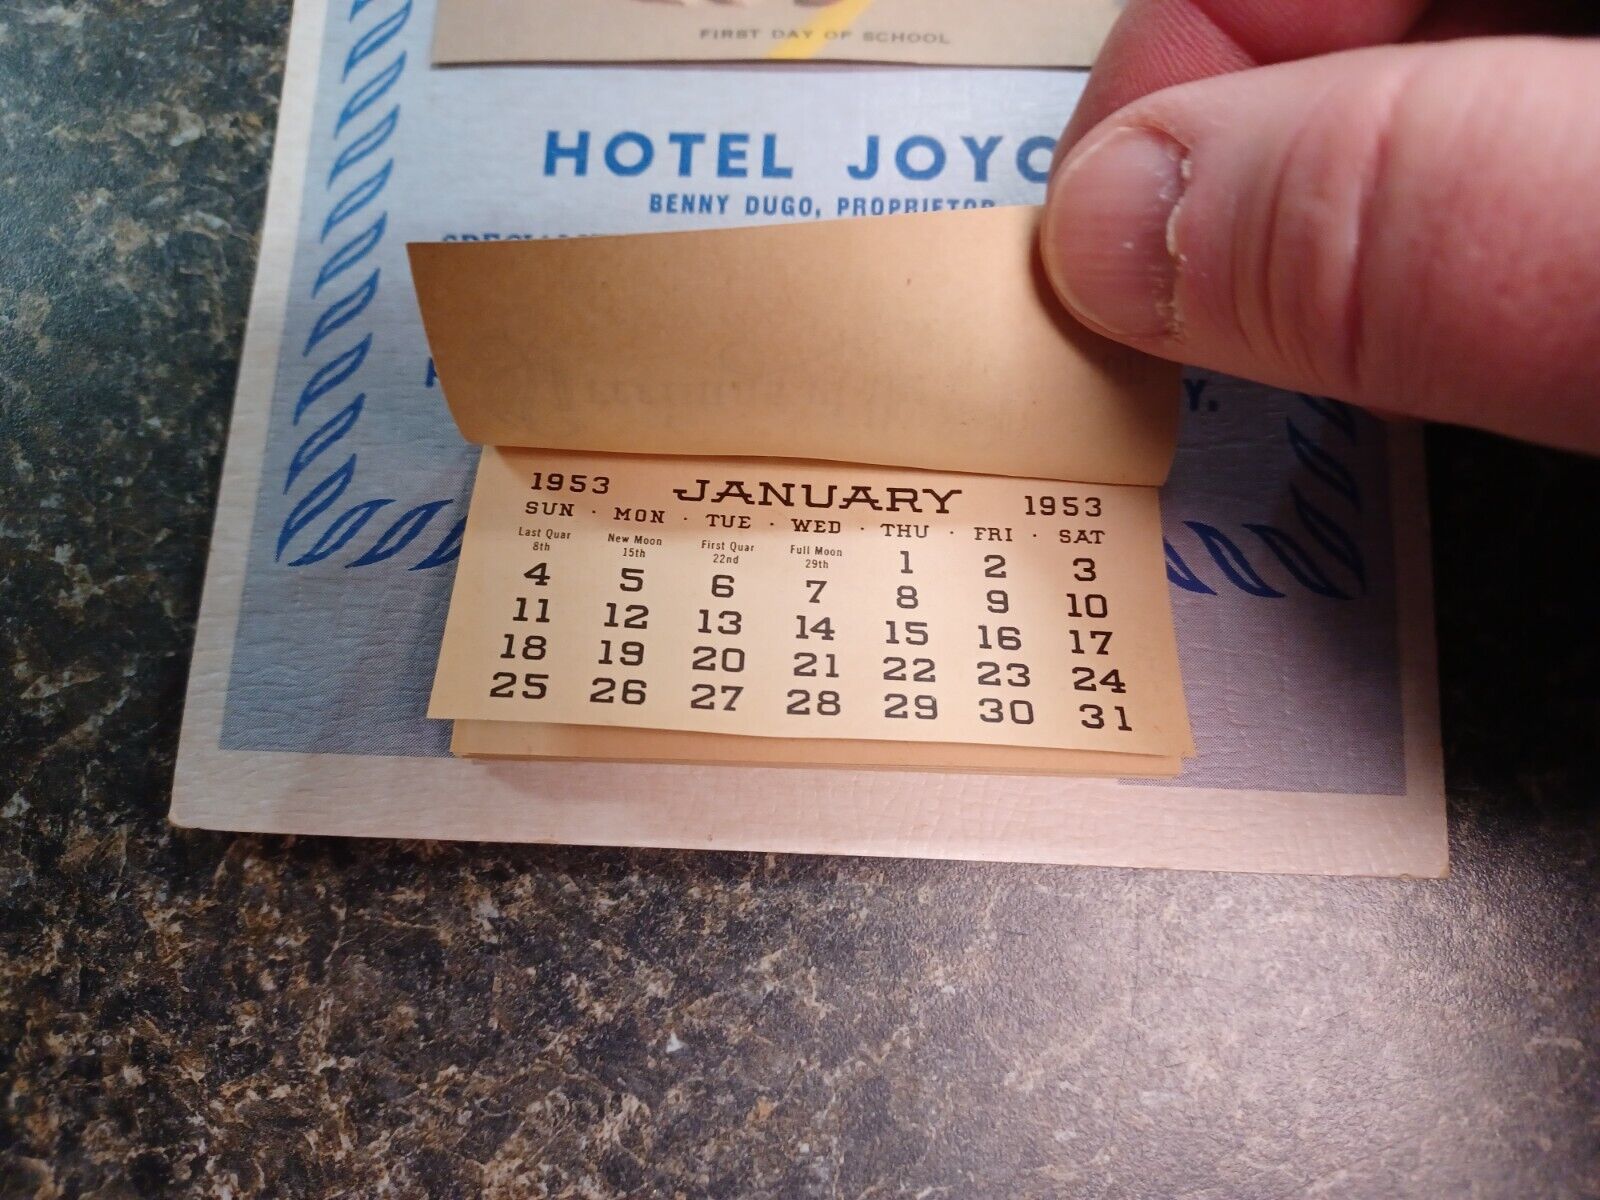 FIRST DAY OF SCHOOL
HOTEL JOYC
BENNY DUGO, PROPRIETOR
Y.
1953 JANUARY 1953
SUN · MON · TUE · WED · THU · FRI · SAT
Last Quar 8th New Moon 15th First Quar 22nd Full Moon 29th 1 2 3
4 5 6 7 8 9 10
11 12 13 14 15 16 17
18 19 20 21 22 23 24
25 26 27 28 29 30 31